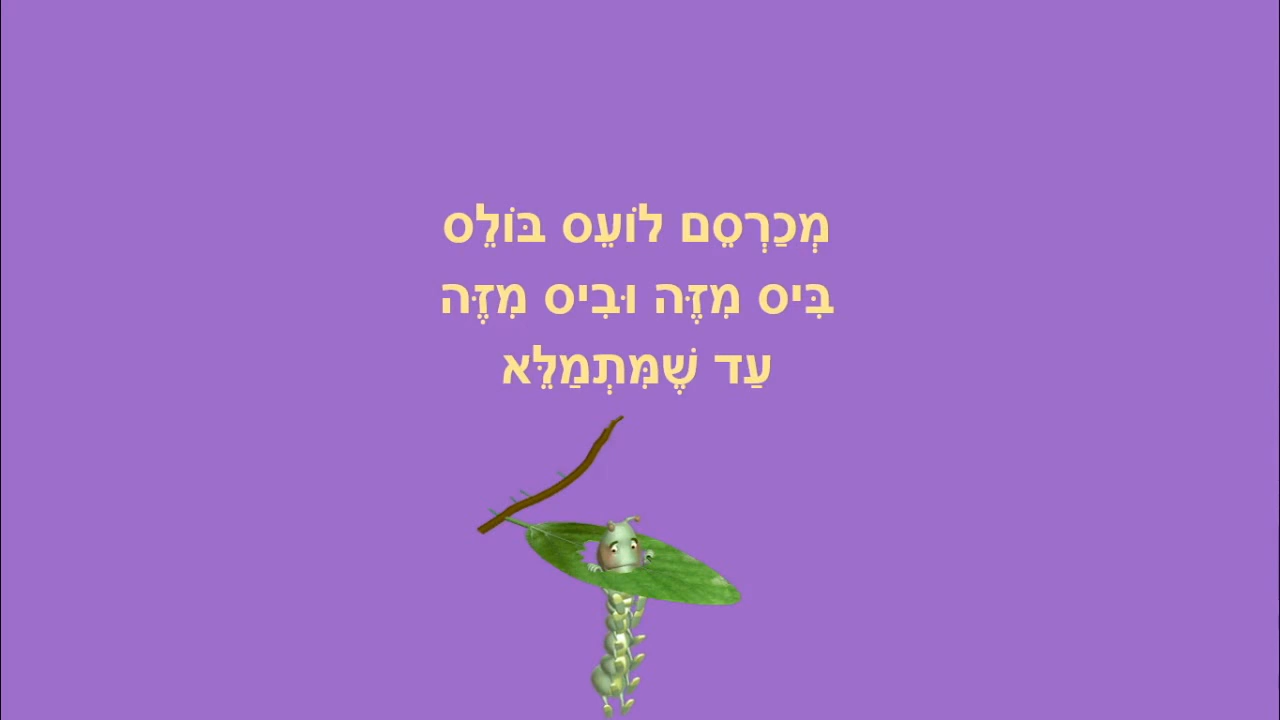 מְכַרְסֵם לוֹעֵס בּוֹלֵס
בִּיס מִזֶּה וּבִיס מִזֶּה
עַד שֶׁמִּתְמַלֵּא